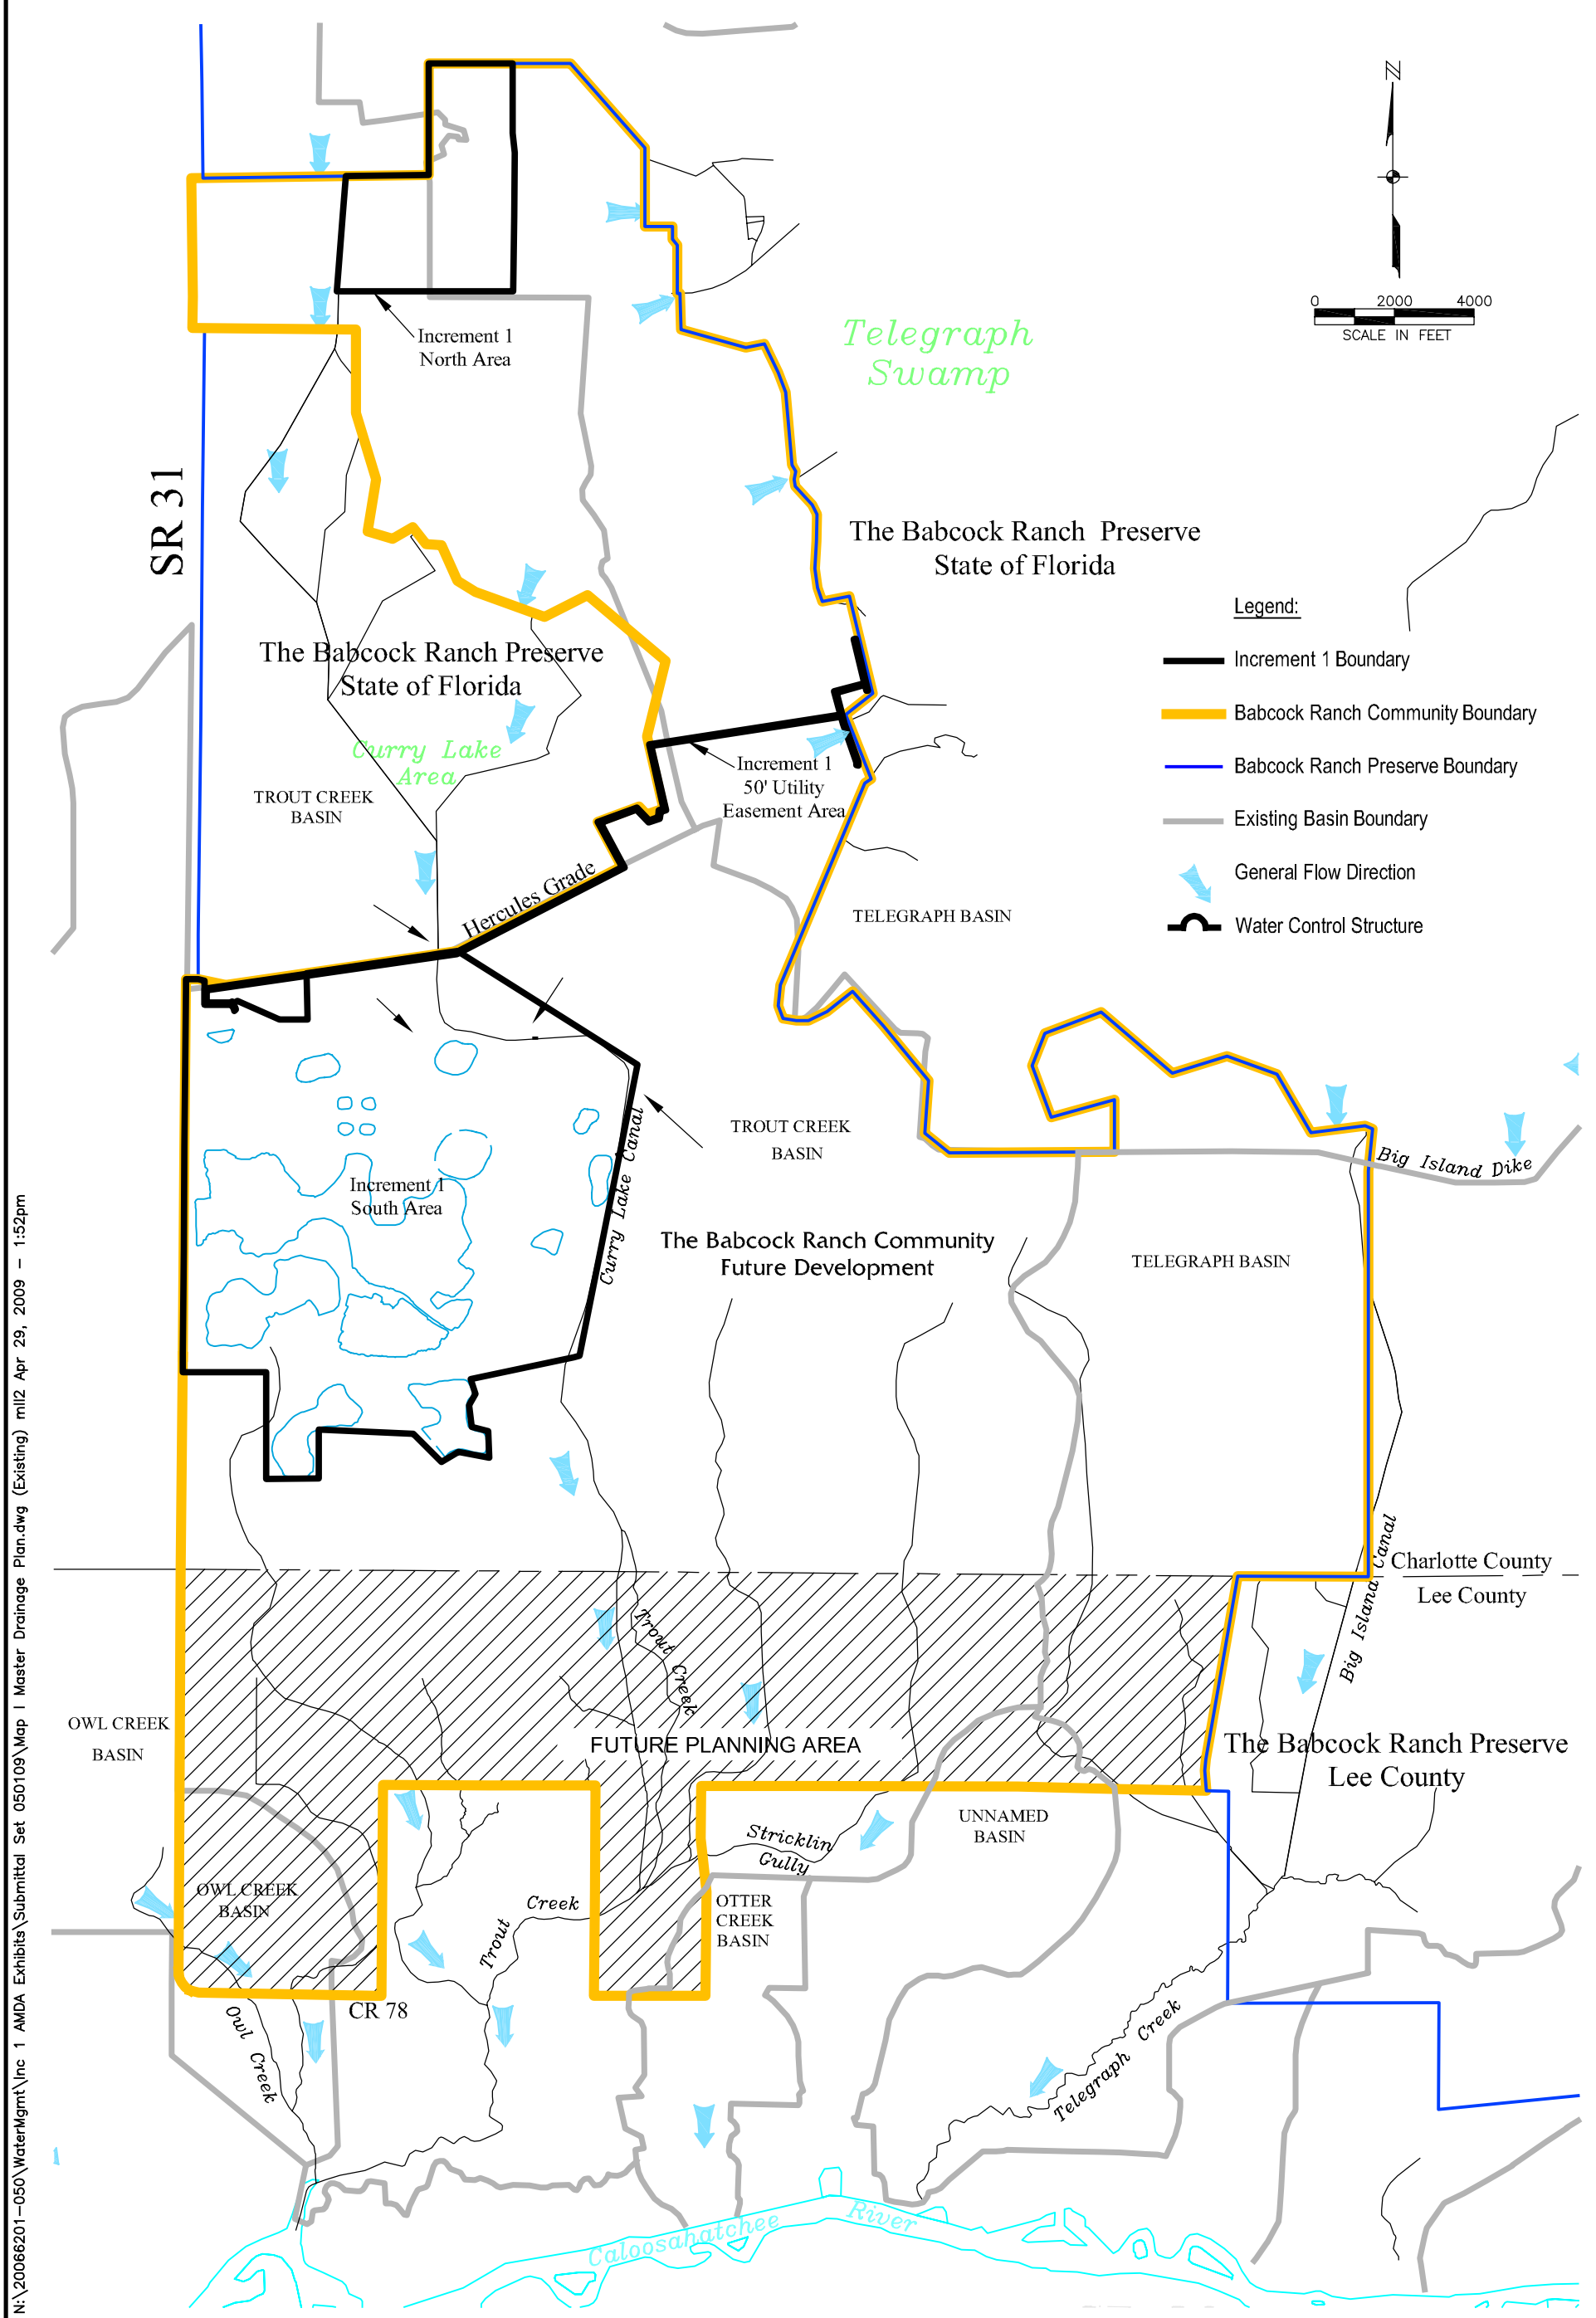 N
0 2000 4000
SCALE IN FEET
Increment 1
North Area
Telegraph
Swamp
SR 31
The Babcock Ranch Preserve
State of Florida
Legend:
Increment 1 Boundary
Babcock Ranch Community Boundary
Babcock Ranch Preserve Boundary
Existing Basin Boundary
General Flow Direction
Water Control Structure
The Babcock Ranch Preserve
State of Florida
Curry Lake
Area
TROUT CREEK
BASIN
Increment 1
50' Utility
Easement Area
Hercules Grade
TELEGRAPH BASIN
TROUT CREEK
BASIN
Curry Lake Canal
Increment 1
South Area
Big Island Dike
The Babcock Ranch Community
Future Development
TELEGRAPH BASIN
Big Island Canal
Charlotte County
Lee County
Trout Creek
OWL CREEK
BASIN
FUTURE PLANNING AREA
The Babcock Ranch Preserve
Lee County
UNNAMED
BASIN
Stricklin
Gully
OWL CREEK
BASIN
Trout Creek
OTTER
CREEK
BASIN
CR 78
Owl Creek
Telegraph Creek
Caloosahatchee River
N:\20066201-050\WaterMgmt\Inc 1 AMDA Exhibits\Submittal Set 050109\Map I Master Drainage Plan.dwg (Existing) mll2 Apr 29, 2009 - 1:52pm